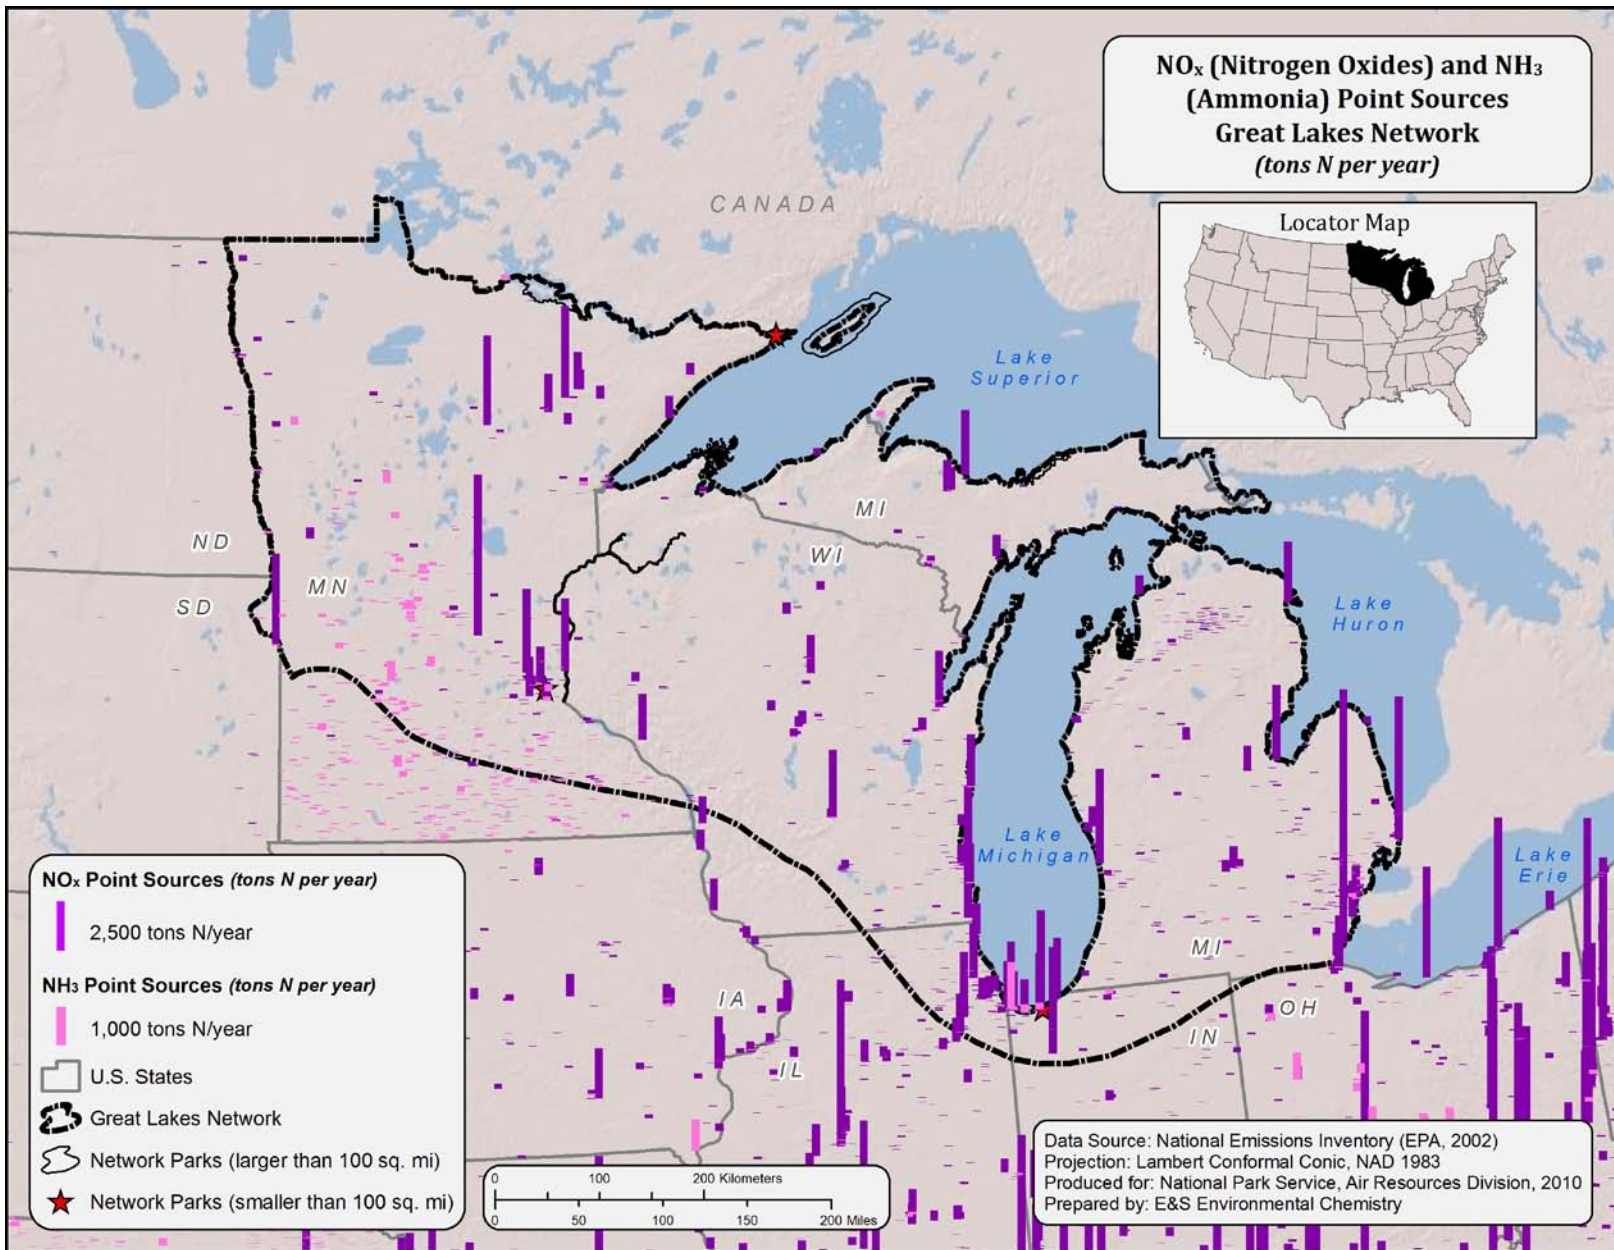 NOx (Nitrogen Oxides) and NH3
(Ammonia) Point Sources
Great Lakes Network
(tons N per year)
Locator Map
CANADA
Lake
Superior
MI
WI
ND
MN
SD
Lake
Huron
Lake
Michigan
Lake
Erie
MI
IA
IL
IN
OH
NOx Point Sources (tons N per year)
2,500 tons N/year
NH3 Point Sources (tons N per year)
1,000 tons N/year
U.S. States
Great Lakes Network
Network Parks (larger than 100 sq. mi)
Network Parks (smaller than 100 sq. mi)
0 100 200 Kilometers
0 50 100 150 200 Miles
Data Source: National Emissions Inventory (EPA, 2002)
Projection: Lambert Conformal Conic, NAD 1983
Produced for: National Park Service, Air Resources Division, 2010
Prepared by: E&S Environmental Chemistry